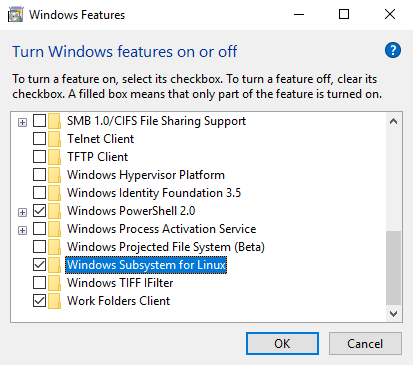 Windows Features
Turn Windows features on or off
To turn a feature on, select its checkbox. To turn a feature off, clear its
checkbox. A filled box means that only part of the feature is turned on.
SMB 1.0/CIFS File Sharing Support
Telnet Client
TFTP Client
Windows Hypervisor Platform
Windows Identity Foundation 3.5
Windows PowerShell 2.0
Windows Process Activation Service
Windows Projected File System (Beta)
Windows Subsystem for Linux
Windows TIFF IFilter
Work Folders Client
OK
Cancel